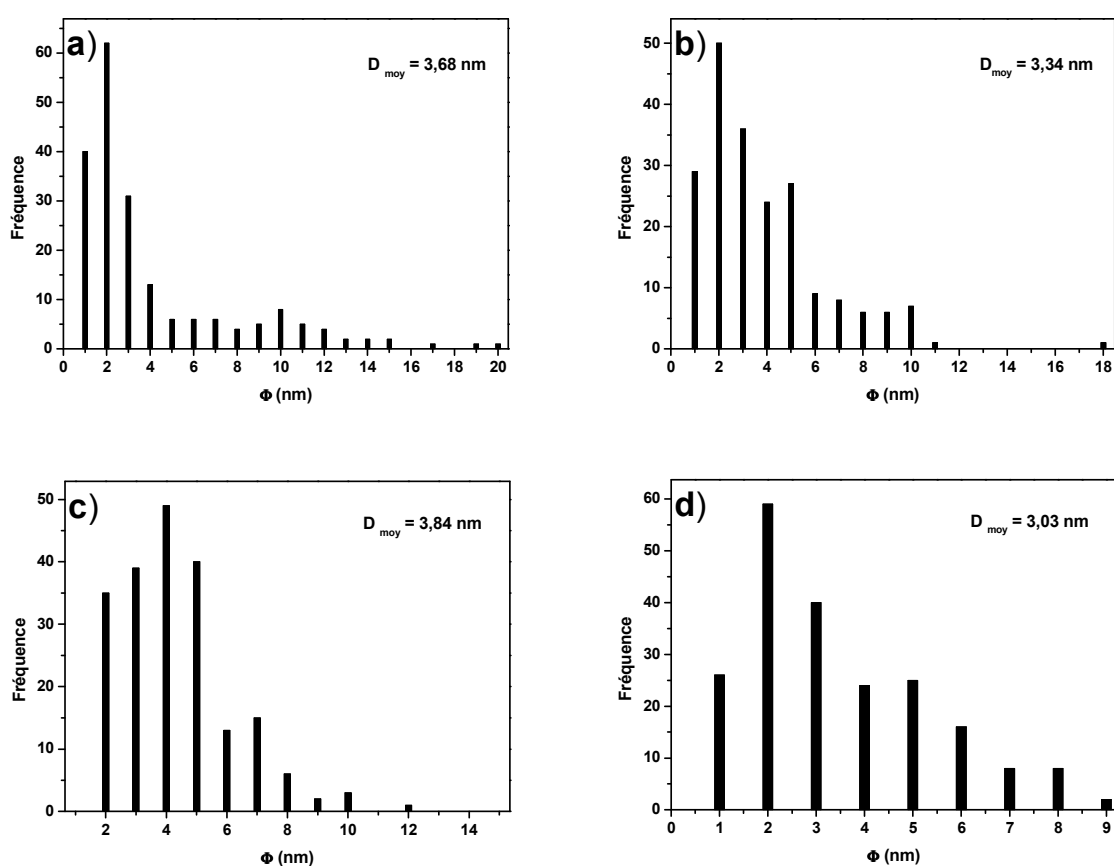 a)
D moy = 3,68 nm
Fréquence
60
50
40
30
20
10
0
0 2 4 6 8 10 12 14 16 18 20
Φ (nm)
b)
D moy = 3,34 nm
Fréquence
50
40
30
20
10
0
0 2 4 6 8 10 12 14 16 18
Φ (nm)
c)
D moy = 3,84 nm
Fréquence
50
40
30
20
10
0
2 4 6 8 10 12 14
Φ (nm)
d)
D moy = 3,03 nm
Fréquence
60
50
40
30
20
10
0
0 1 2 3 4 5 6 7 8 9
Φ (nm)